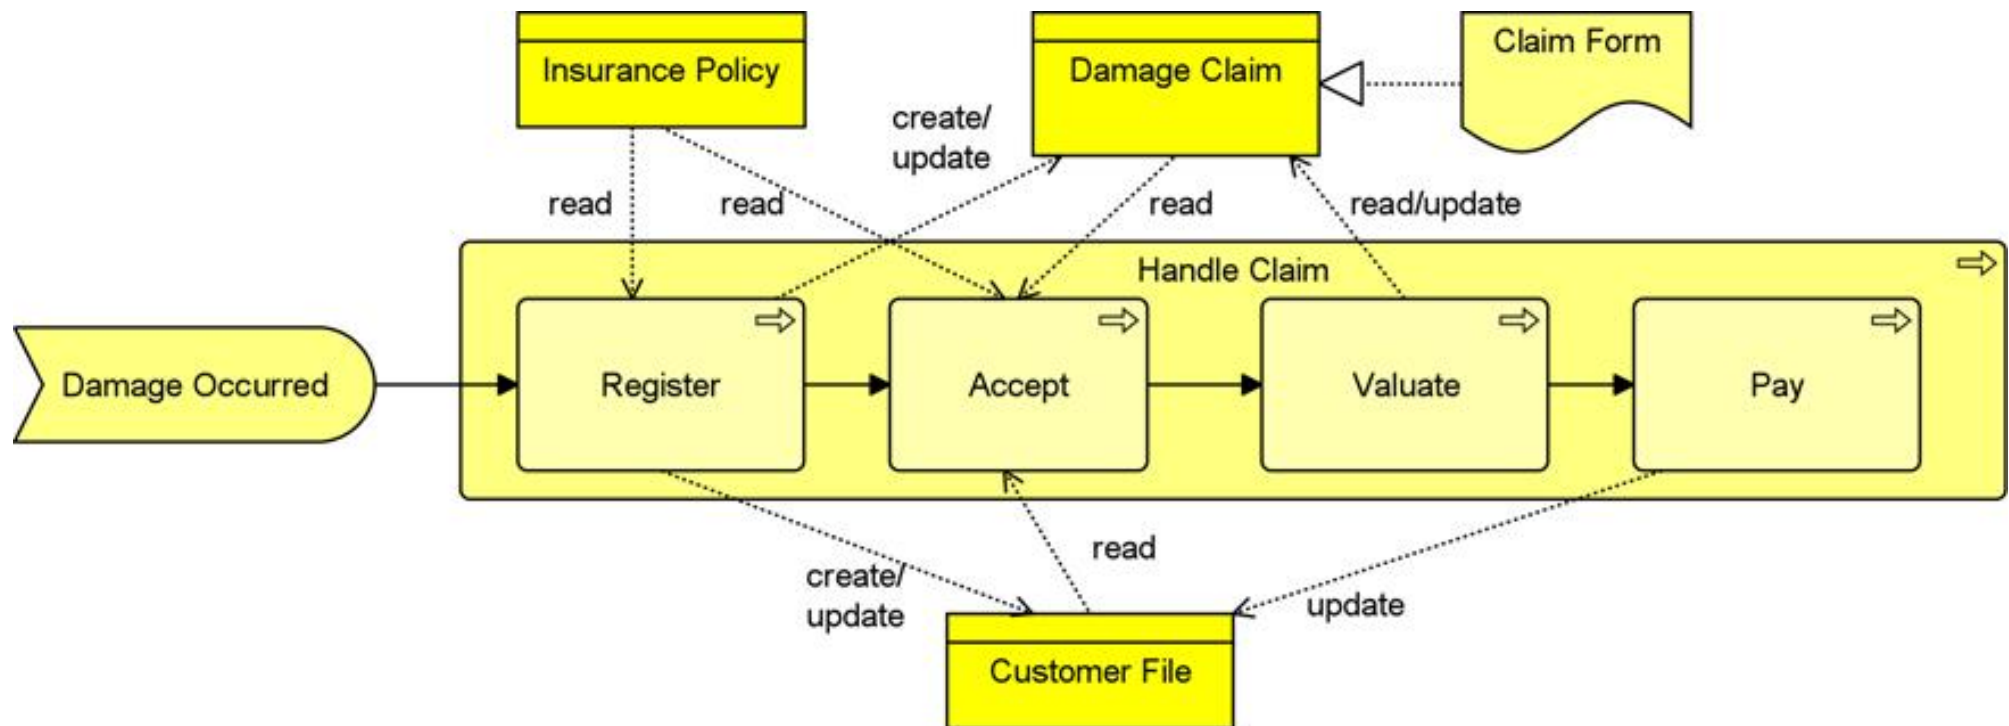 Insurance Policy
Damage Claim
Claim Form
create/
update
read
read
read
read/update
Handle Claim
Damage Occurred
Register
Accept
Valuate
Pay
read
create/
update
update
Customer File